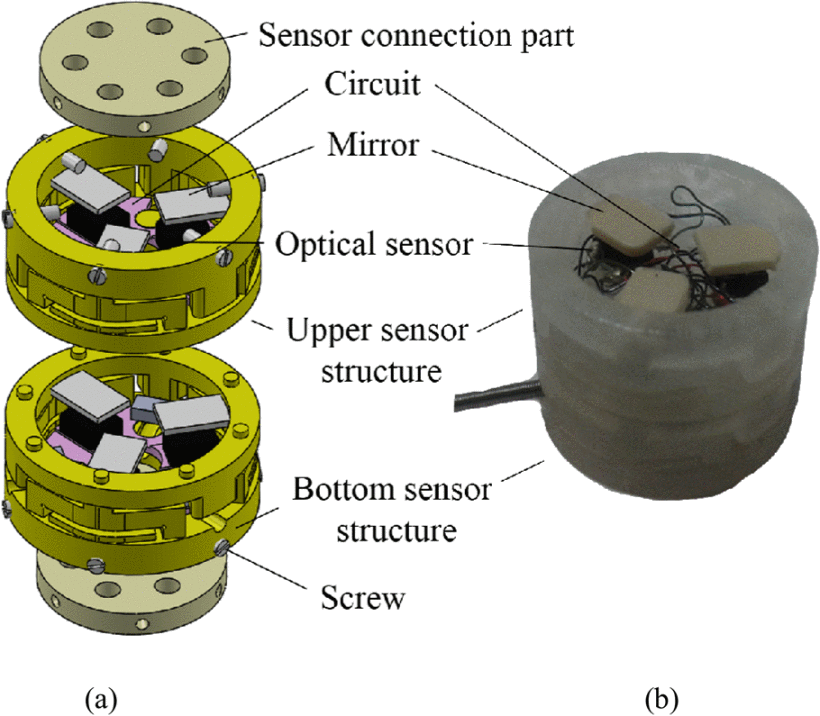 Sensor connection part
Circuit
Mirror
Optical sensor
Upper sensor
structure
Bottom sensor
structure
Screw
(a)
(b)